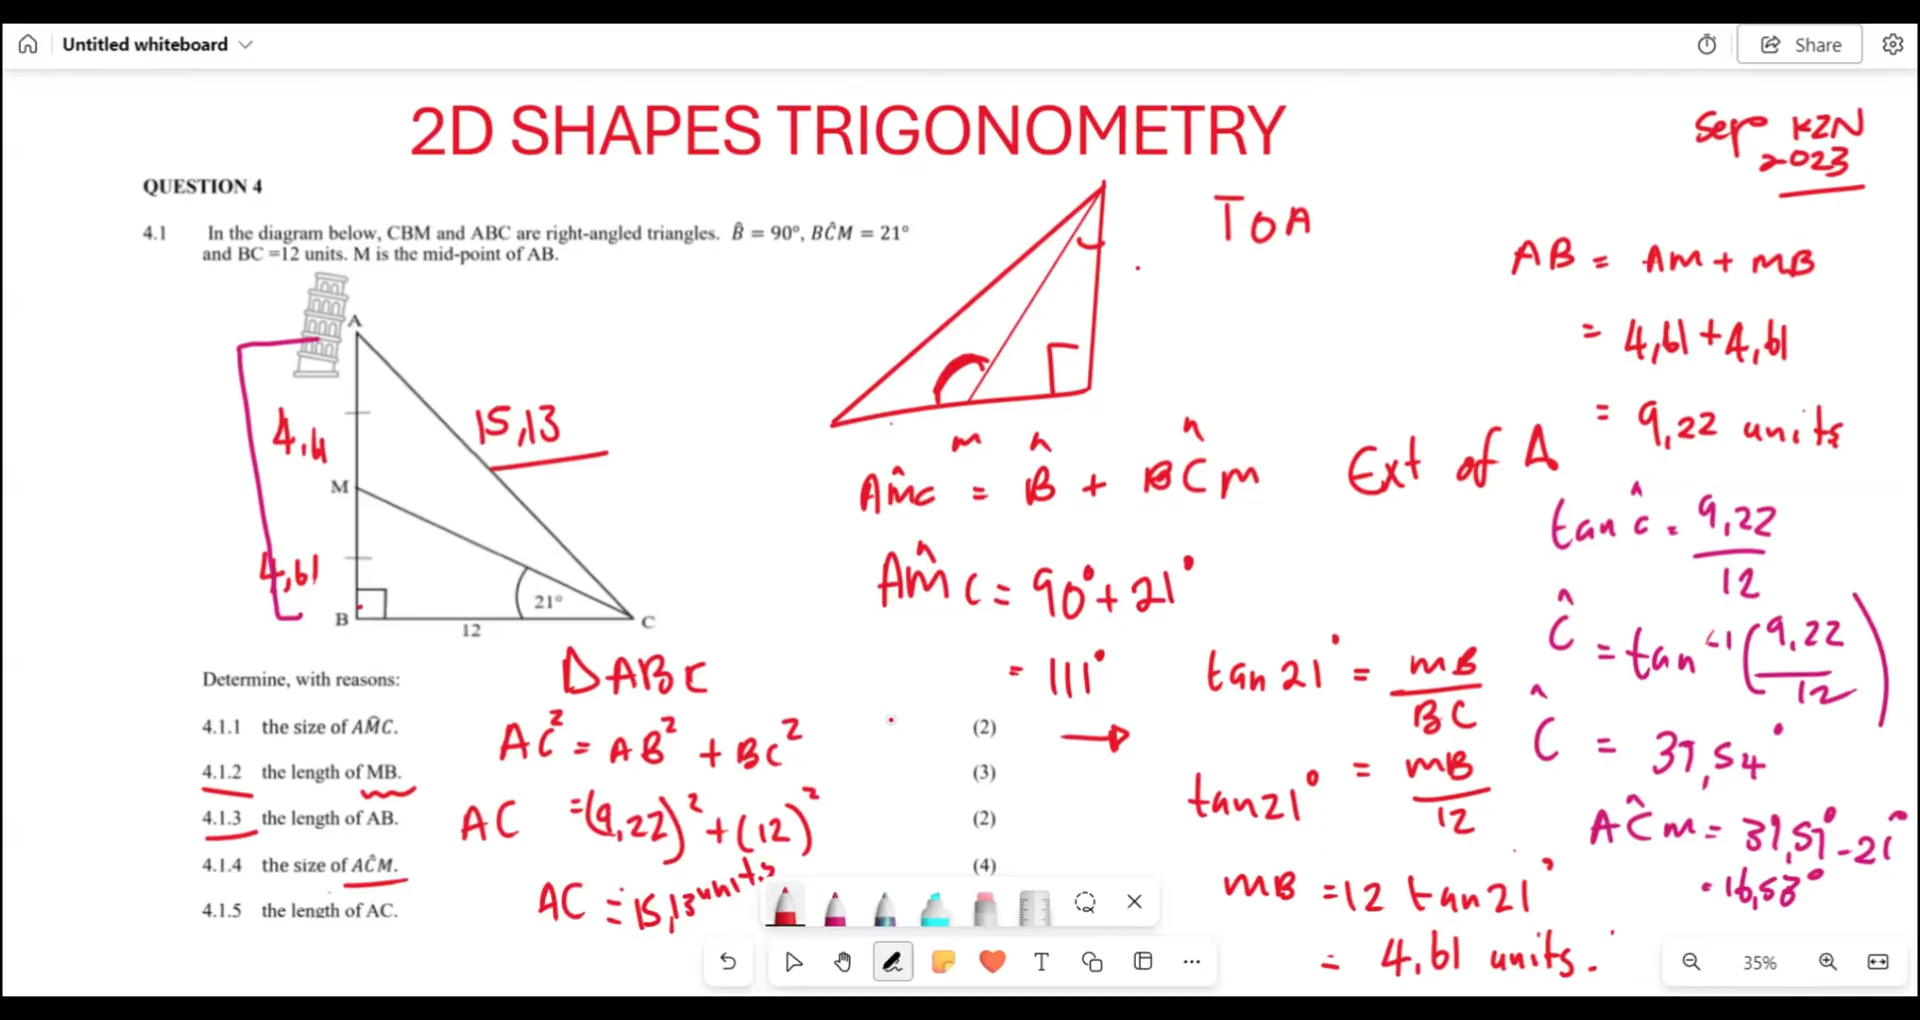 Untitled whiteboard
Share
2D SHAPES TRIGONOMETRY
Sep KZN
2023
QUESTION 4
4.1 In the diagram below, CBM and ABC are right-angled triangles. B̂ = 90°, BĈM = 21°
and BC =12 units. M is the mid-point of AB.
A
M
B
C
21°
12
15,13
4,61
TOA
AB = AM + MB
= 4,61 + 4,61
= 9,22 units
AM̂C = B̂ + BĈM Ext of Δ
AM̂C = 90° + 21°
= 111°
tan Ĉ = 9,22/12
Ĉ = tan⁻¹(9,22/12)
Ĉ = 37,54°
AĈM = 37,5 ° - 21°
= 16,53°
tan 21° = MB/BC
tan 21° = MB/12
MB = 12 tan 21°
= 4,61 units.
Determine, with reasons:
4.1.1 the size of AM̂C. (2)
4.1.2 the length of MB. (3)
4.1.3 the length of AB. (2)
4.1.4 the size of AĈM. (4)
4.1.5 the length of AC.
ΔABC
AC² = AB² + BC²
AC = (9,22)² + (12)²
AC = 15,13 units
35%